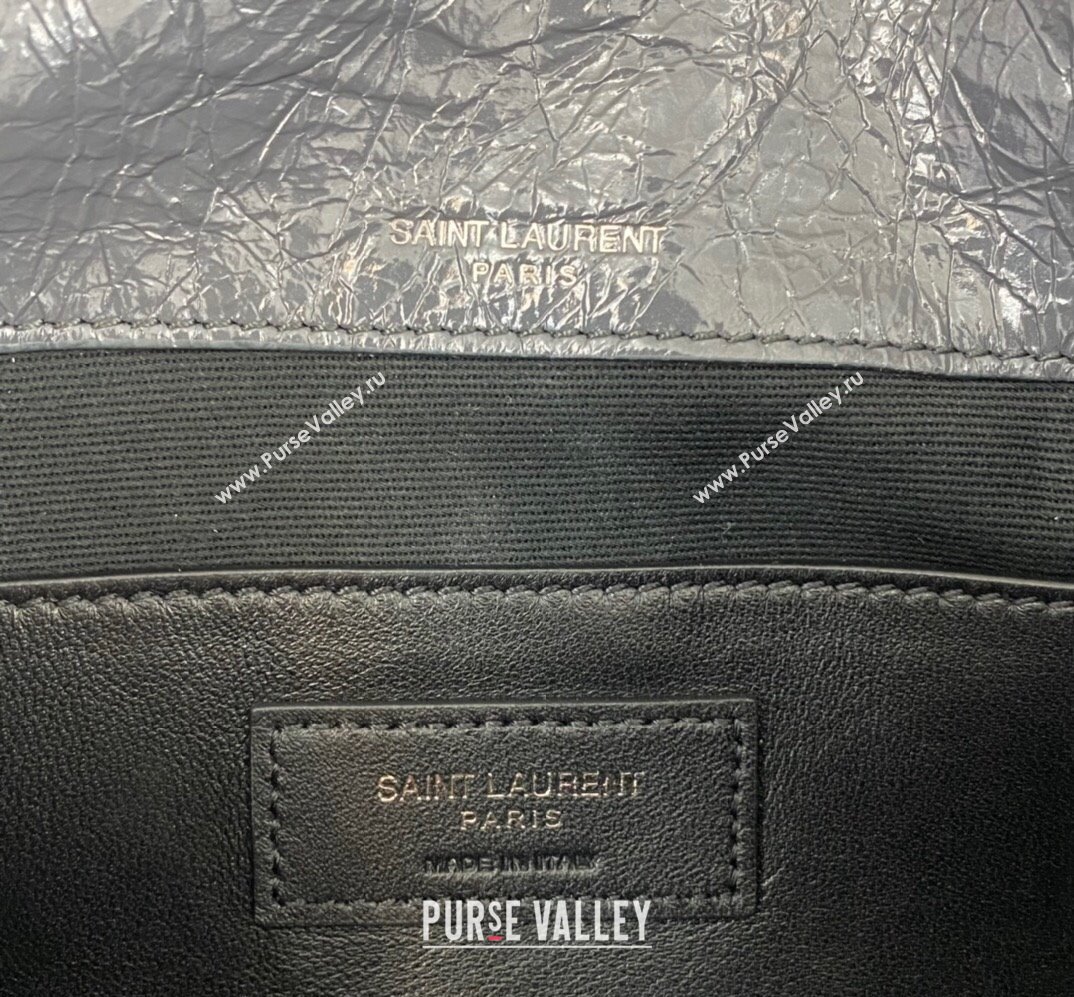 SAINT LAURENT
PARIS
www.PurseValley.ru
www.PurseValley.ru
SAINT LAURENT
PARIS
MADE IN ITALY
PURSE VALLEY